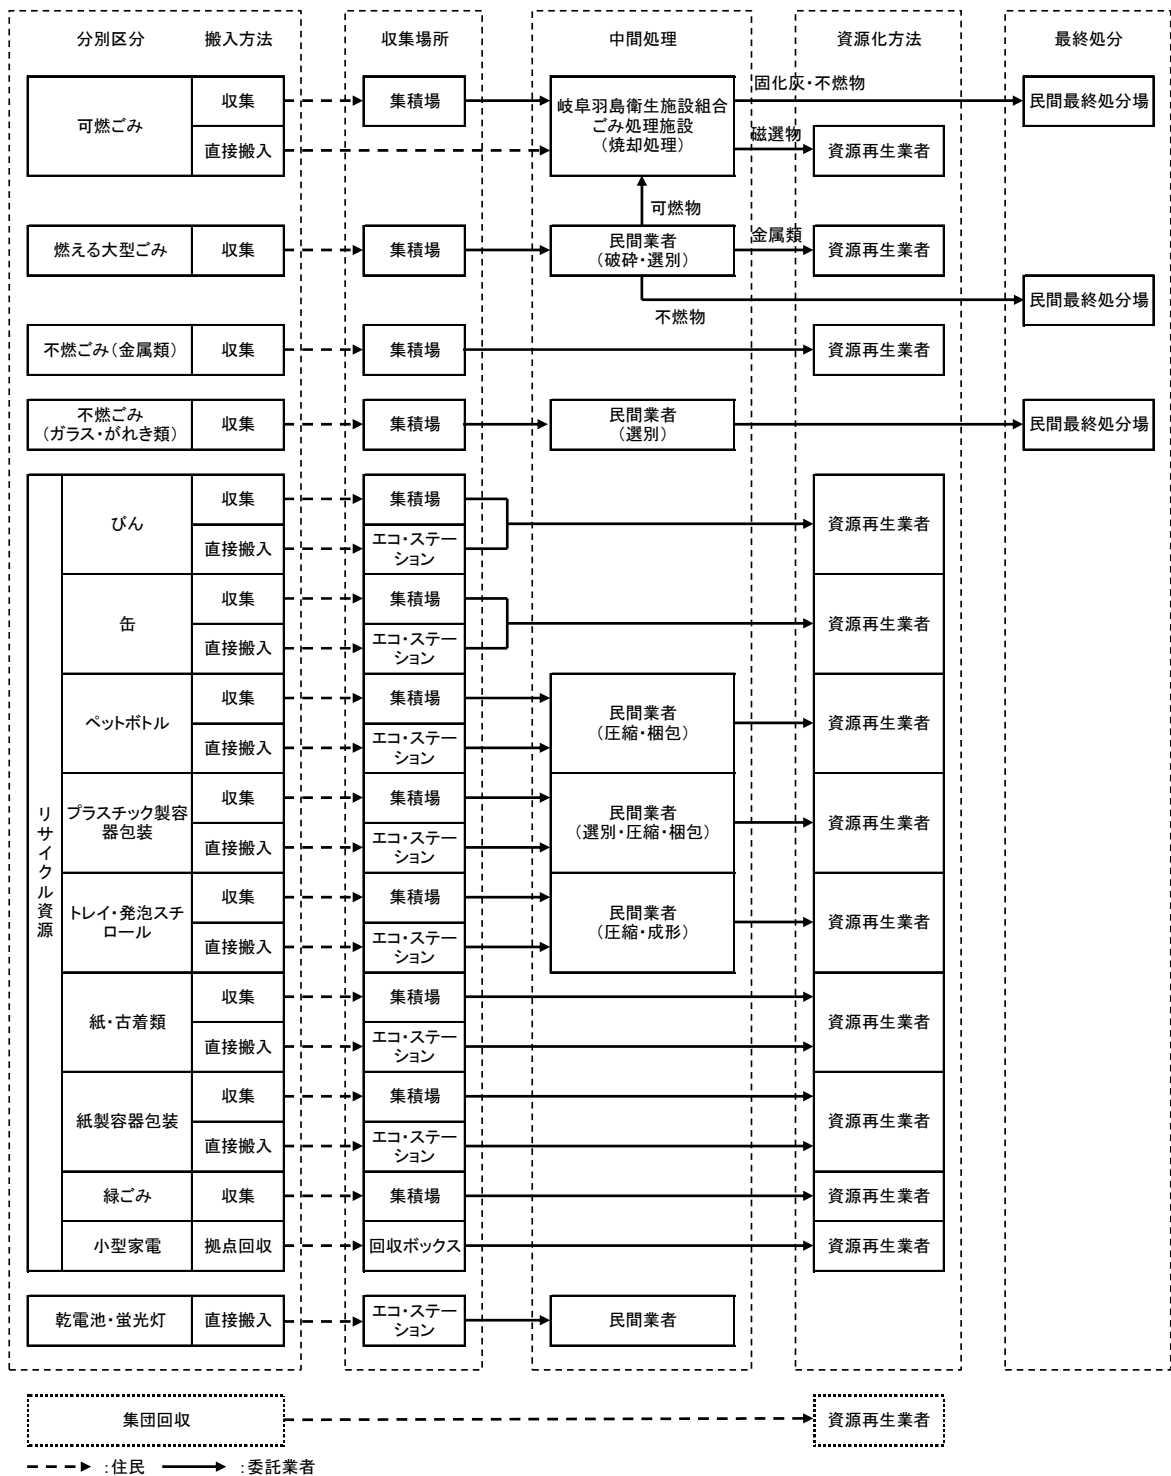 分別区分 搬入方法 収集場所 中間処理 資源化方法 最終処分
可燃ごみ
収集
集積場
直接搬入
岐阜羽島衛生施設組合
ごみ処理施設
(焼却処理)
固化灰・不燃物
民間最終処分場
磁選物
資源再生業者
可燃物
燃える大型ごみ
収集
集積場
民間業者
(破砕・選別)
金属類
資源再生業者
不燃物
民間最終処分場
不燃ごみ(金属類)
収集
集積場
資源再生業者
不燃ごみ
(ガラス・がれき類)
収集
集積場
民間業者
(選別)
民間最終処分場
リサイクル資源
びん
収集
集積場
直接搬入
エコ・ステー
ション
資源再生業者
缶
収集
集積場
直接搬入
エコ・ステー
ション
資源再生業者
ペットボトル
収集
集積場
直接搬入
エコ・ステー
ション
民間業者
(圧縮・梱包)
資源再生業者
プラスチック製容
器包装
収集
集積場
直接搬入
エコ・ステー
ション
民間業者
(選別・圧縮・梱包)
資源再生業者
トレイ・発泡スチ
ロール
収集
集積場
直接搬入
エコ・ステー
ション
民間業者
(圧縮・成形)
資源再生業者
紙・古着類
収集
集積場
直接搬入
エコ・ステー
ション
資源再生業者
紙製容器包装
収集
集積場
直接搬入
エコ・ステー
ション
資源再生業者
緑ごみ
収集
集積場
資源再生業者
小型家電
拠点回収
回収ボックス
資源再生業者
乾電池・蛍光灯
直接搬入
エコ・ステー
ション
民間業者
集団回収
資源再生業者
:住民 :委託業者